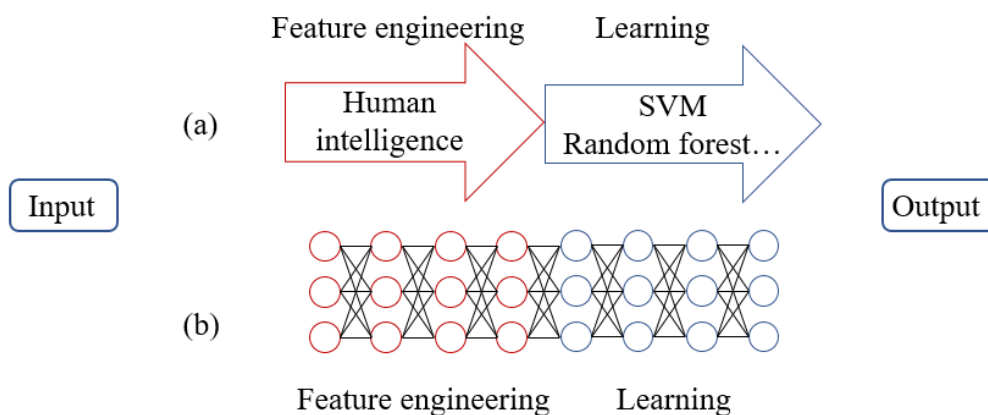 Feature engineering
Learning
Human
intelligence
SVM
Random forest…
(a)
Input
Output
(b)
Feature engineering
Learning